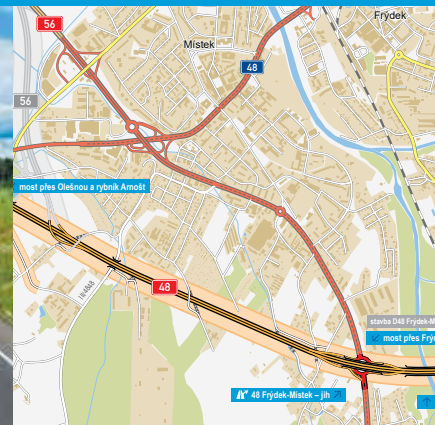 56
Frýdek
Místek
48
56
most přes Olešnou a rybník Arnošt
48
stavba D48 Frýdek-M
most přes Frýd
48 Frýdek-Místek – jih